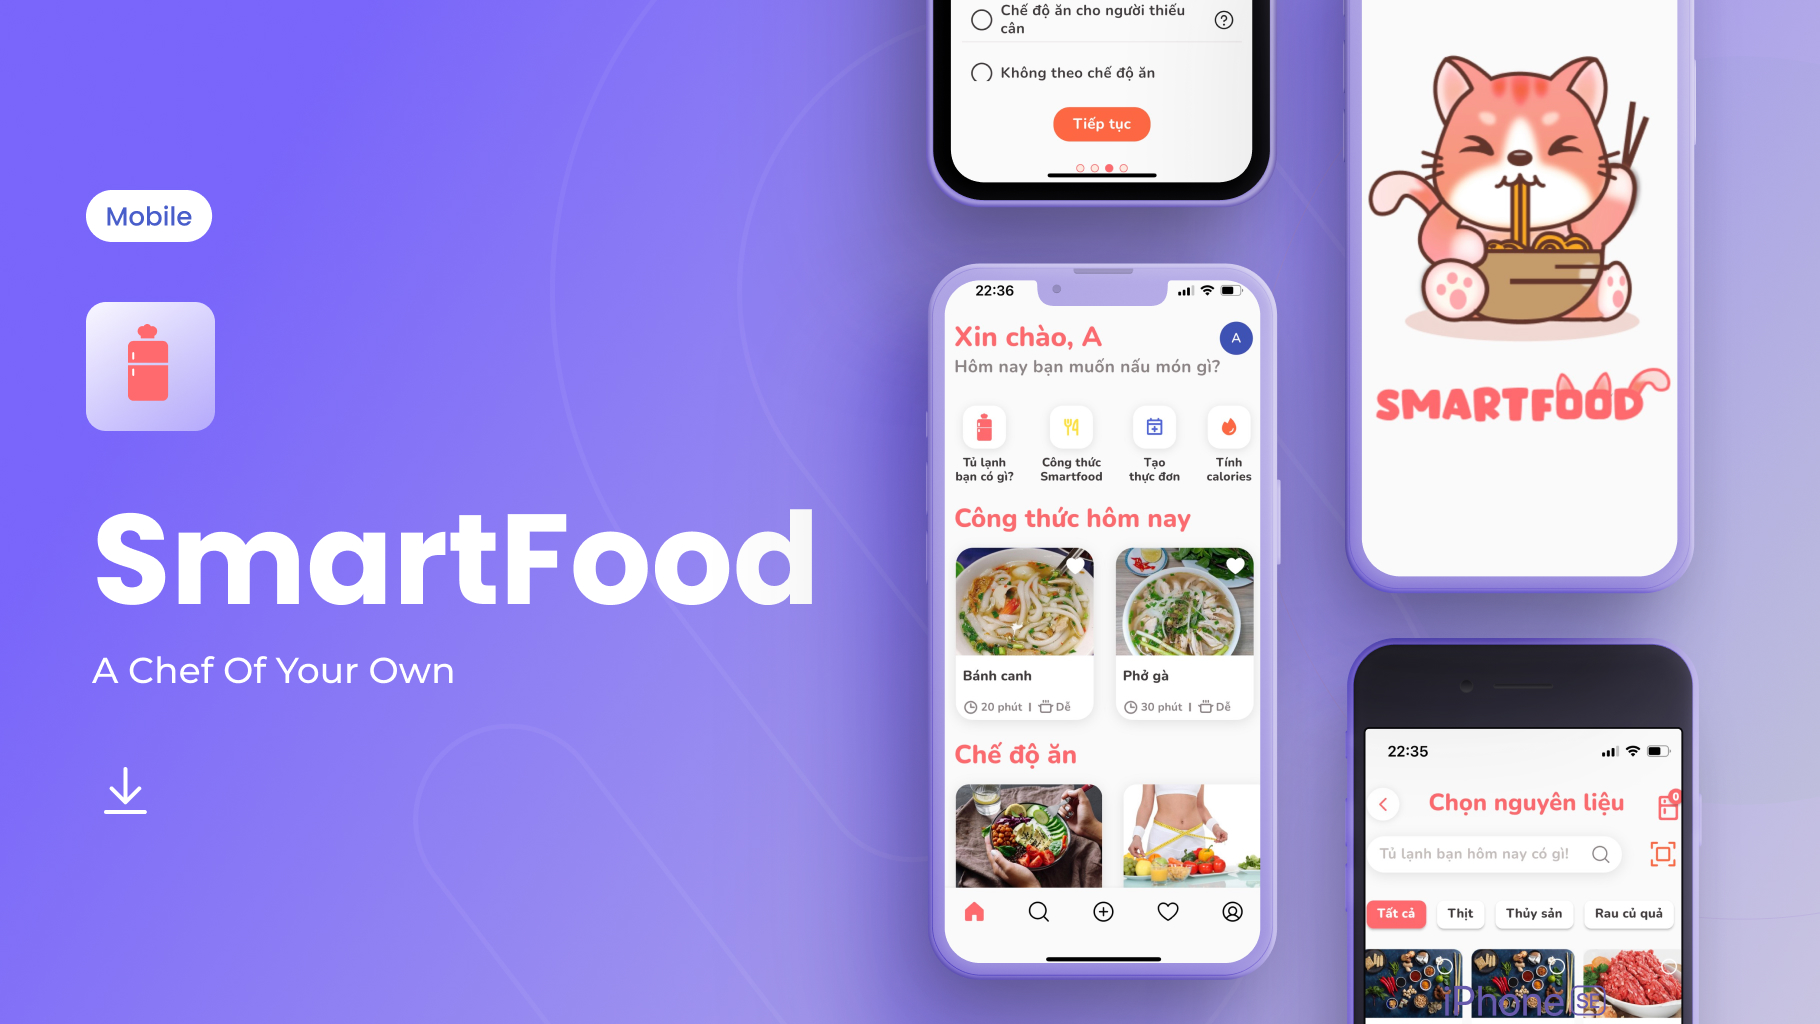 Mobile
SmartFood
A Chef Of Your Own
Chế độ ăn cho người thiếu
cân
Không theo chế độ ăn
Tiếp tục
22:36
Xin chào, A
A
Hôm nay bạn muốn nấu món gì?
Tủ lạnh
bạn có gì?
Công thức
Smartfood
Tạo
thực đơn
Tính
calories
Công thức hôm nay
Bánh canh
20 phút
Dễ
Phở gà
30 phút
Dễ
Chế độ ăn
SMARTFOOD
22:35
Chọn nguyên liệu
0
Tủ lạnh bạn hôm nay có gì!
Tất cả
Thịt
Thủy sản
Rau củ quả
iPhone SE